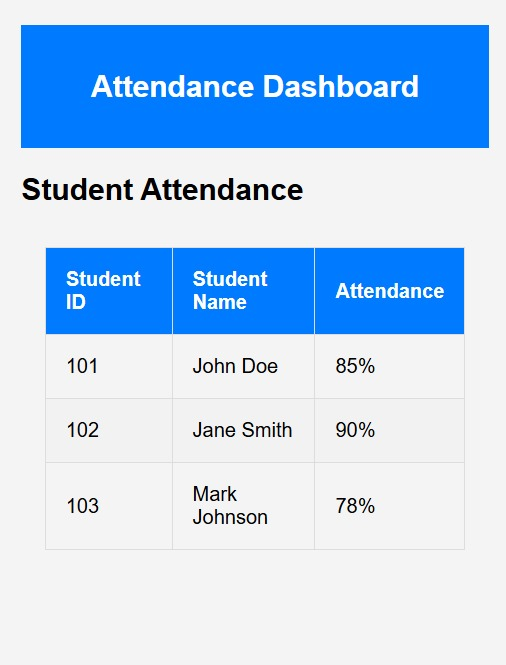 Attendance Dashboard
Student Attendance
Student ID
Student Name
Attendance
101
John Doe
85%
102
Jane Smith
90%
103
Mark Johnson
78%